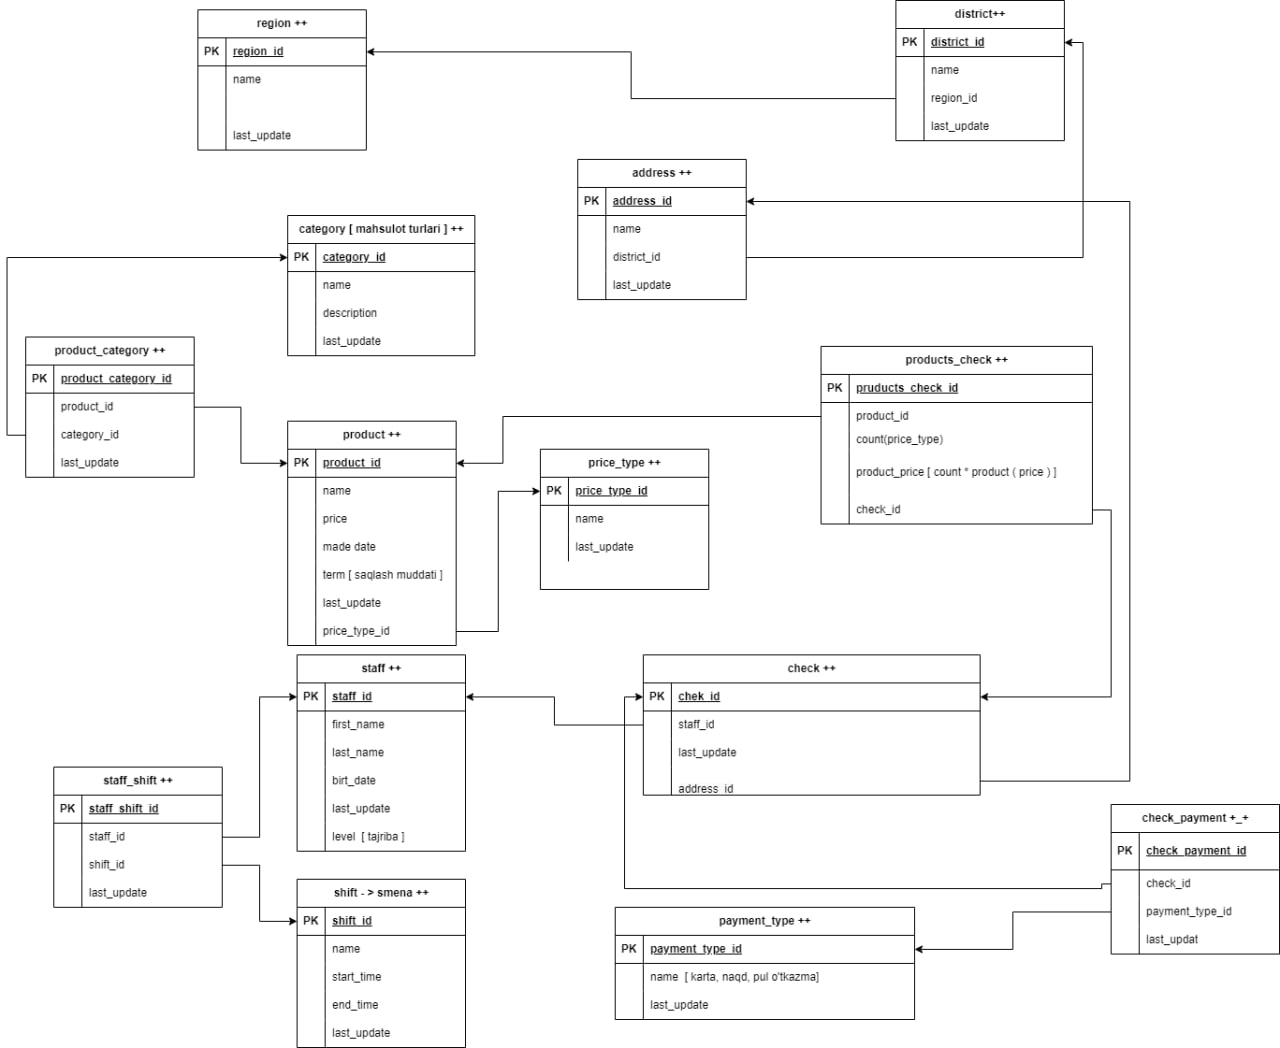 region ++
PK region_id
name
last_update
district++
PK district_id
name
region_id
last_update
address ++
PK address_id
name
district_id
last_update
category [ mahsulot turlari ] ++
PK category_id
name
description
last_update
product_category ++
PK product_category_id
product_id
category_id
last_update
products_check ++
PK pruducts_check_id
product_id
count(price_type)
product_price [ count * product ( price ) ]
check_id
product ++
PK product_id
name
price
made date
term [ saqlash muddati ]
last_update
price_type_id
price_type ++
PK price_type_id
name
last_update
staff ++
PK staff_id
first_name
last_name
birt_date
last_update
level [ tajriba ]
check ++
PK chek_id
staff_id
last_update
address_id
staff_shift ++
PK staff_shift_id
staff_id
shift_id
last_update
check_payment +_+
PK check_payment_id
check_id
payment_type_id
last_updat
shift - > smena ++
PK shift_id
name
start_time
end_time
last_update
payment_type ++
PK payment_type_id
name [ karta, naqd, pul o'tkazma]
last_update